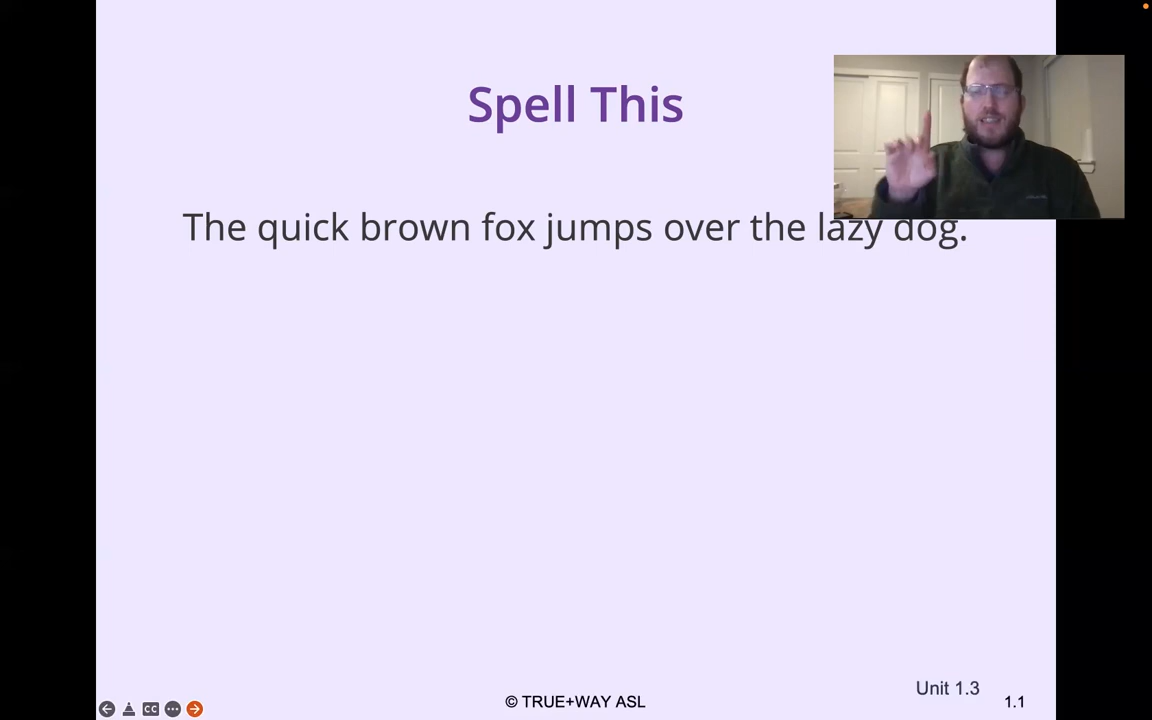 Spell This
The quick brown fox jumps over the lazy dog.
CC
© TRUE+WAY ASL
Unit 1.3
1.1